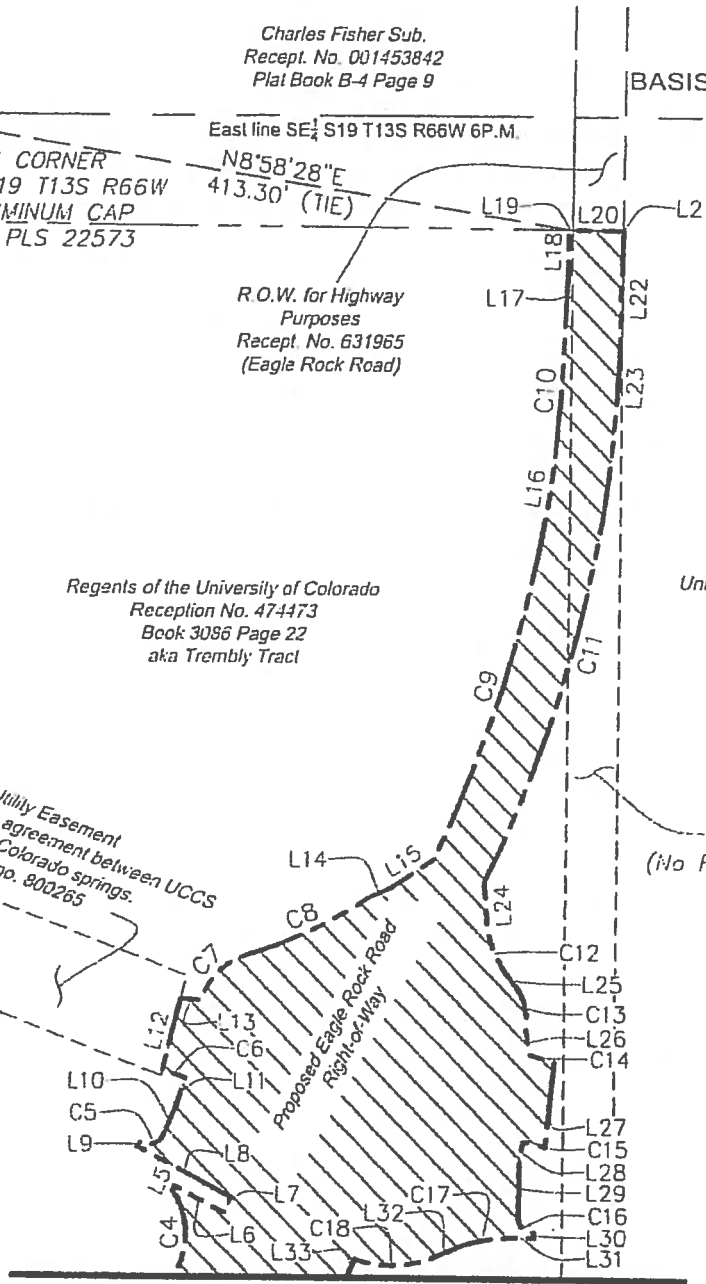 Charles Fisher Sub.
Recept. No. 001453842
Plat Book B-4 Page 9
BASIS
East line SE¼ S19 T13S R66W 6P.M.
CORNER
19 T13S R66W
MINUM CAP
PLS 22573
N8°58'28"E
413.30' (TIE)
L19
L20
L2
L18
L17
L22
R.O.W. for Highway
Purposes
Recept. No. 631965
(Eagle Rock Road)
C10
L23
L16
Regents of the University of Colorado
Reception No. 474473
Book 3086 Page 22
aka Trembly Tract
C9
C11
Utility Easement
agreement between UCCS
Colorado springs.
no. 800265
(No
L14
L15
C8
L24
C7
C12
Proposed Eagle Rock Road
Right-of-Way
L25
C13
L12
L13
L26
C6
C14
L10
L11
C5
L27
L9
C15
L8
L28
L5
L7
L29
C17
C16
C4
L6
L32
C18
L30
L33
L31